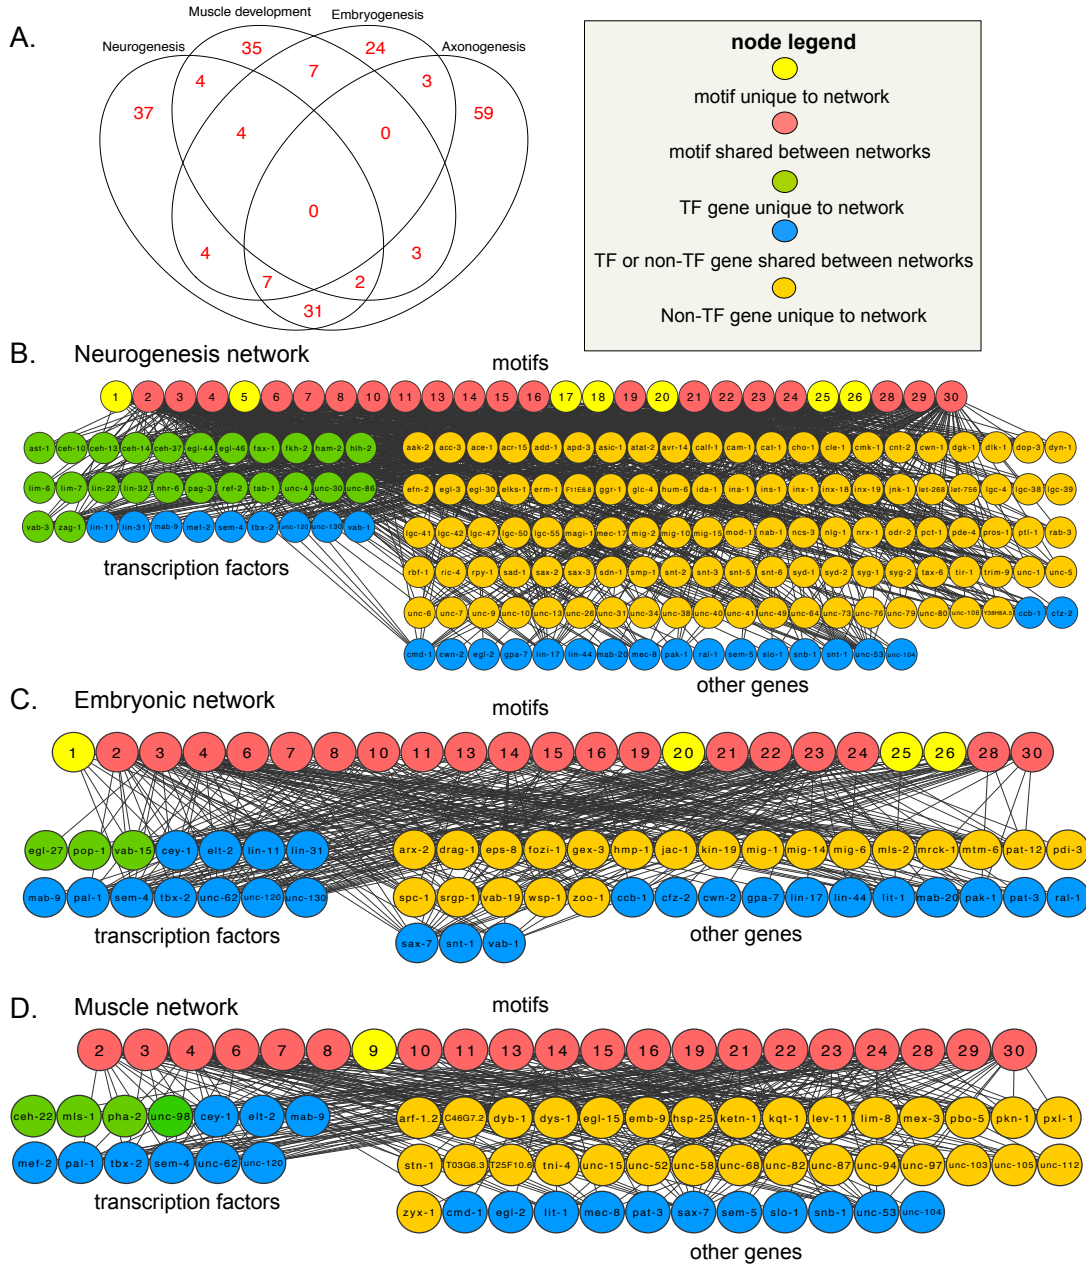 A.
Muscle development
Embryogenesis
Neurogenesis
Axonogenesis
35
24
4
7
3
37
59
4
0
0
4
3
7
2
31
node legend
motif unique to network
motif shared between networks
TF gene unique to network
TF or non-TF gene shared between networks
Non-TF gene unique to network
B. Neurogenesis network
motifs
1 2 3 4 5 6 7 8 10 11 13 14 15 16 17 18 19 20 21 22 23 24 25 26 28 29 30
ast-1 ceh-10 ceh-13 ceh-14 ceh-37 egl-44 egl-46 fax-1 fkh-2 ham-2 hlh-2
aak-2 acc-3 ace-1 acr-15 add-1 apd-3 asic-1 atat-2 avr-14 calf-1 cam-1 cat-1 cho-1 cle-1 cmk-1 cnt-2 cwn-1 dgk-1 dlk-1 dop-3 dyn-1
lim-6 lim-7 lin-22 lin-32 nhr-6 pag-3 ref-2 tab-1 unc-4 unc-30 unc-86
efn-2 egl-3 egl-30 elks-1 erm-1 F11E6.8 ggr-1 glc-4 hum-6 ida-1 ina-1 ins-1 inx-1 inx-18 inx-19 jnk-1 let-268 let-756 lgc-4 lgc-38 lgc-39
vab-3 zag-1 lin-11 lin-31 mab-9 mef-2 sem-4 tbx-2 unc-120 unc-130 vab-1
lgc-41 lgc-42 lgc-47 lgc-50 lgc-55 magi-1 mec-17 mig-2 mig-10 mig-15 mod-1 nab-1 ncs-3 nlg-1 nrx-1 odr-2 pct-1 pde-4 pros-1 ptl-1 rab-3
transcription factors
rbf-1 ric-4 rpy-1 sad-1 sax-2 sax-3 sdn-1 smp-1 snt-2 snt-3 snt-5 snt-6 syd-1 syd-2 syg-1 syg-2 tax-6 tir-1 trim-9 unc-1 unc-5
unc-6 unc-7 unc-9 unc-10 unc-13 unc-26 unc-31 unc-34 unc-38 unc-40 unc-41 unc-49 unc-64 unc-73 unc-76 unc-79 unc-80 unc-108 Y38H8A.5 ccb-1 cfz-2
cmd-1 cwn-2 egl-2 gpa-7 lin-17 lin-44 mab-20 mec-8 pak-1 ral-1 sem-5 slo-1 snb-1 snt-1 unc-53 unc-104
other genes
C. Embryonic network
motifs
1 2 3 4 6 7 8 10 11 13 14 15 16 19 20 21 22 23 24 25 26 28 30
egl-27 pop-1 vab-15 cey-1 elt-2 lin-11 lin-31
arx-2 drag-1 eps-8 fozi-1 gex-3 hmp-1 jac-1 kin-19 mig-1 mig-14 mig-6 mls-2 mrck-1 mtm-6 pat-12 pdi-3
mab-9 pal-1 sem-4 tbx-2 unc-62 unc-120 unc-130
spc-1 srgp-1 vab-19 wsp-1 zoo-1 ccb-1 cfz-2 cwn-2 gpa-7 lin-17 lin-44 lit-1 mab-20 pak-1 pat-3 ral-1
transcription factors
sax-7 snt-1 vab-1
other genes
D. Muscle network
motifs
2 3 4 6 7 8 9 10 11 13 14 15 16 19 21 22 23 24 28 29 30
ceh-22 mls-1 pha-2 unc-98 cey-1 elt-2 mab-9
arf-1.2 C46G7.2 dyb-1 dys-1 egl-15 emb-9 hsp-25 ketn-1 kqt-1 lev-11 lim-8 mex-3 pbo-5 pkn-1 pxl-1
mef-2 pal-1 tbx-2 sem-4 unc-62 unc-120
stn-1 T03G6.3 T25F10.6 tni-4 unc-15 unc-52 unc-58 unc-68 unc-82 unc-87 unc-94 unc-97 unc-103 unc-105 unc-112
transcription factors
zyx-1 cmd-1 egl-2 lit-1 mec-8 pat-3 sax-7 sem-5 slo-1 snb-1 unc-53 unc-104
other genes